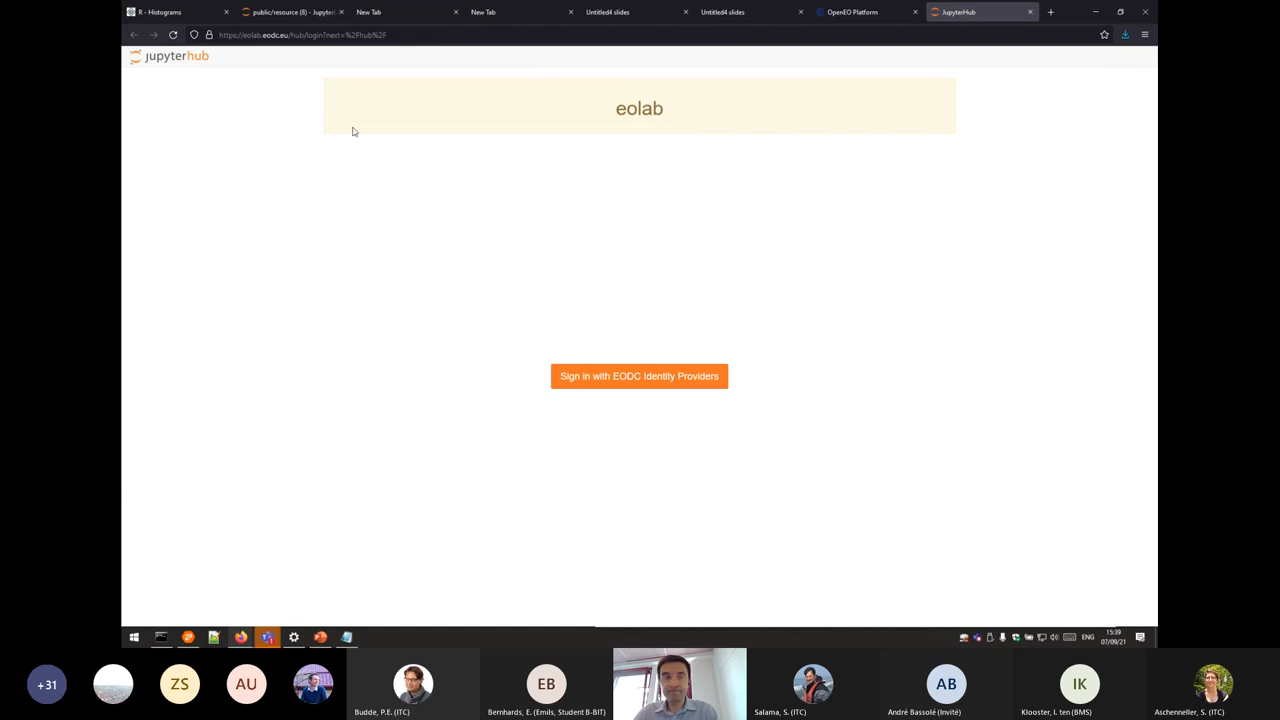 R - Histograms
public/resource (8) - Jupyterl
New Tab
New Tab
Untitled4 slides
Untitled4 slides
OpenEO Platform
JupyterHub
https://eolab.eodc.eu/hub/login?next=%2Fhub%2F
jupyterhub
eolab
Sign in with EODC Identity Providers
ENG
15:39
07/09/21
+31
ZS
AU
Budde, P.E. (ITC)
EB
Bernhards, E. (Emils, Student B-BIT)
Salama, S. (ITC)
AB
André Bassolé (Invité)
IK
Klooster, I. ten (BMS)
Aschenneller, S. (ITC)